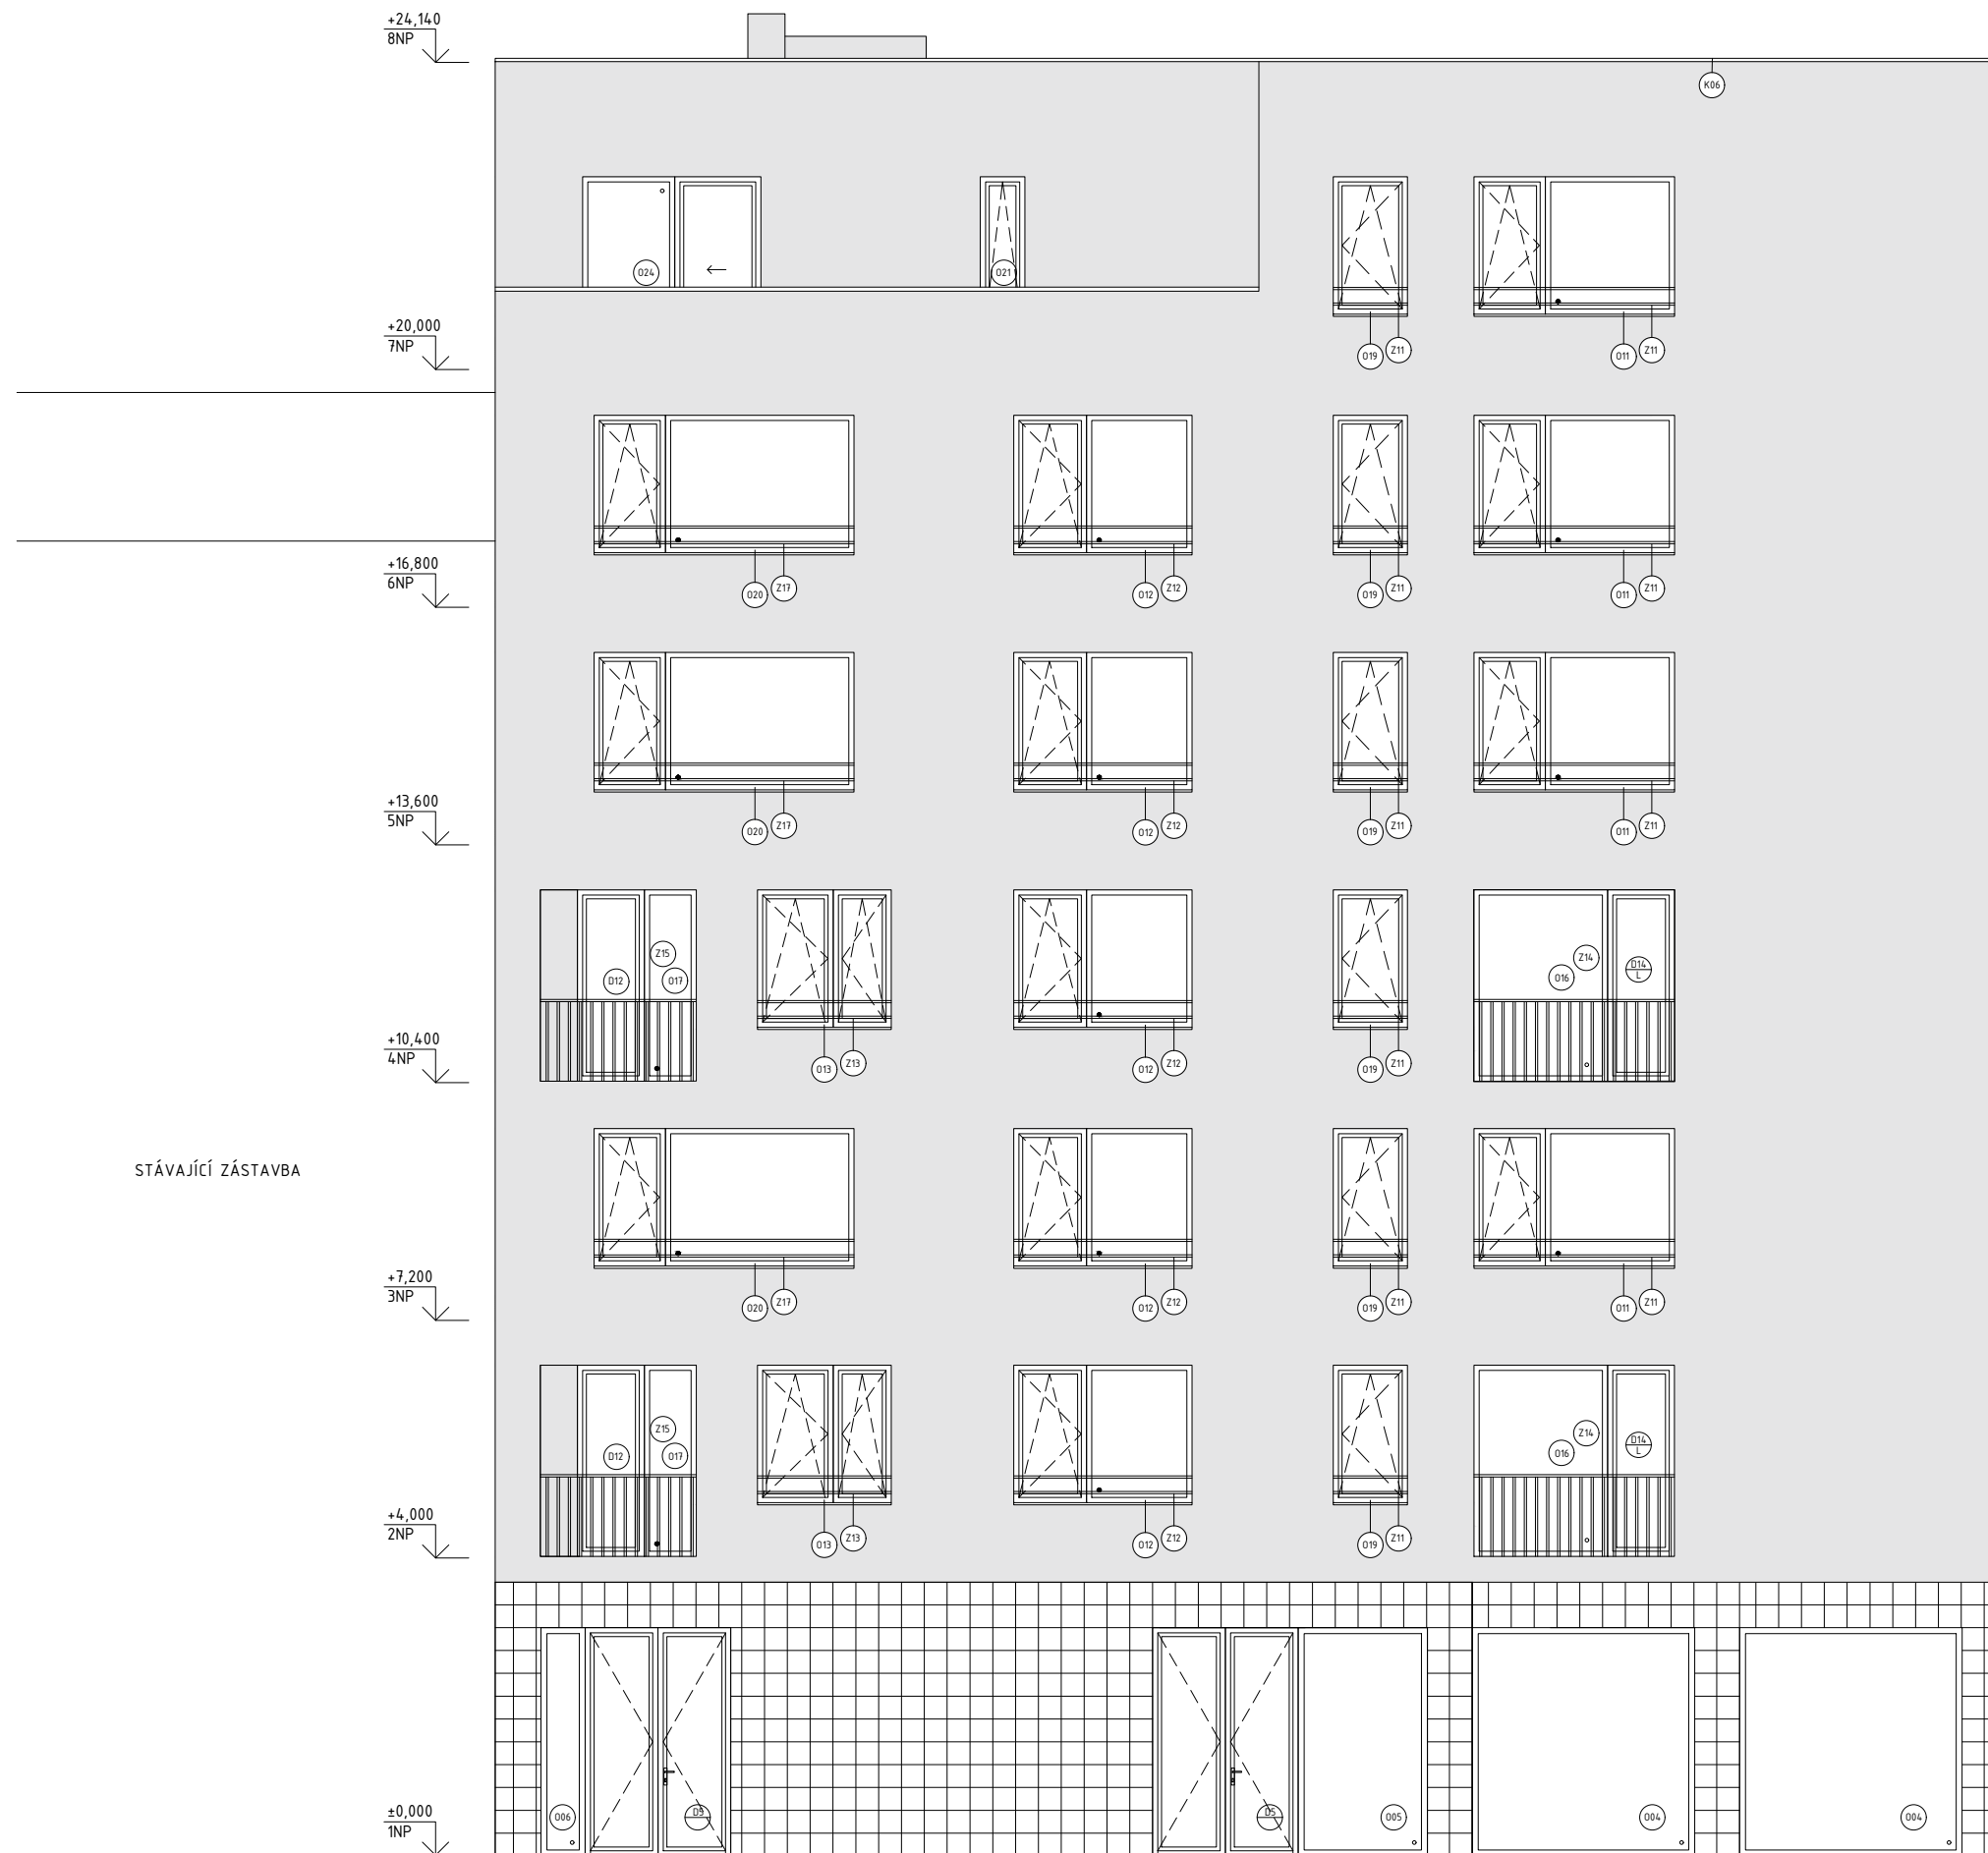 +24,140
8NP
K06
O24
O21
+20,000
7NP
O19 Z11 O11 Z11
+16,800
6NP
O20 Z17 O12 Z12 O19 Z11 O11 Z11
+13,600
5NP
O20 Z17 O12 Z12 O19 Z11 O11 Z11
Z15
D12 O17
Z14
O16
D14
L
+10,400
4NP
O13 Z13 O12 Z12 O19 Z11
STÁVAJÍCÍ ZÁSTAVBA
+7,200
3NP
O20 Z17 O12 Z12 O19 Z11 O11 Z11
Z15
D12 O17
Z14
O16
D14
L
+4,000
2NP
O13 Z13 O12 Z12 O19 Z11
±0,000
1NP
O06 D5 O05 O04 O04